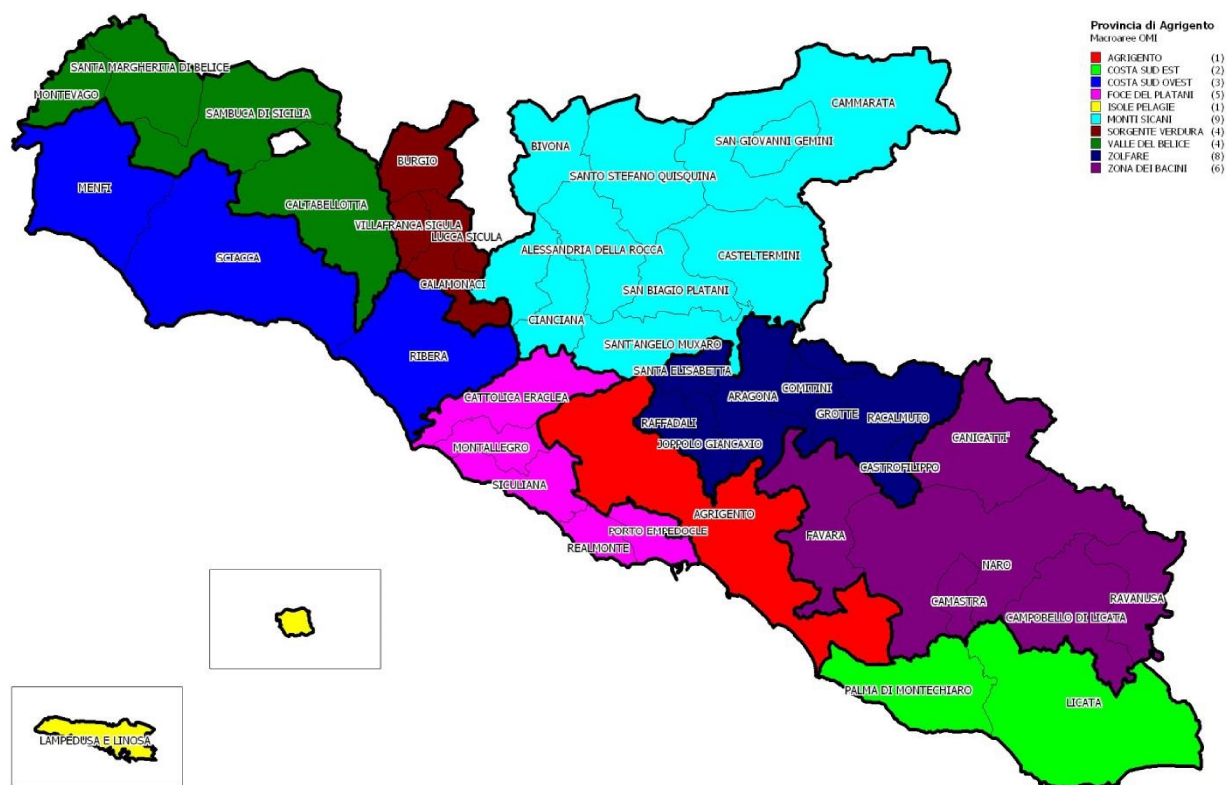 Provincia di Agrigento
Macroaree OMI
AGRIGENTO (1)
COSTA SUD EST (2)
COSTA SUD OVEST (3)
FOCE DEL PLATANI (5)
ISOLE PELAGIE (1)
MONTI SICANI (9)
SORGENTE VERDURA (4)
VALLE DEL BELICE (4)
ZOLFARE (8)
ZONA DEI BACINI (6)
SANTA MARGHERITA DI BELICE
MONTEVAGO
SAMBUCA DI SICILIA
CAMMARATA
SAN GIOVANNI GEMINI
BIVONA
BURGIO
SANTO STEFANO QUISQUINA
MENFI
CALTABELLOTTA
VILLAFRANCA SICULA
LUCCA SICULA
ALESSANDRIA DELLA ROCCA
CASTELTERMINI
SCIACCA
CALAMONACI
SAN BIAGIO PLATANI
CIANCIANA
SANT'ANGELO MUXARO
RIBERA
SANTA ELISABETTA
CATTOLICA ERACLEA
ARAGONA
COMITINI
GROTTE
RACALMUTO
RAFFADALI
JOPPOLO GIANCAXIO
CANICATTI'
MONTALLEGRO
CASTROFILIPPO
SICULIANA
AGRIGENTO
PORTO EMPEDOCLE
REALMONTE
FAVARA
NARO
RAVANUSA
CAMASTRA
CAMPOBELLO DI LICATA
PALMA DI MONTECHIARO
LICATA
LAMPEDUSA E LINOSA